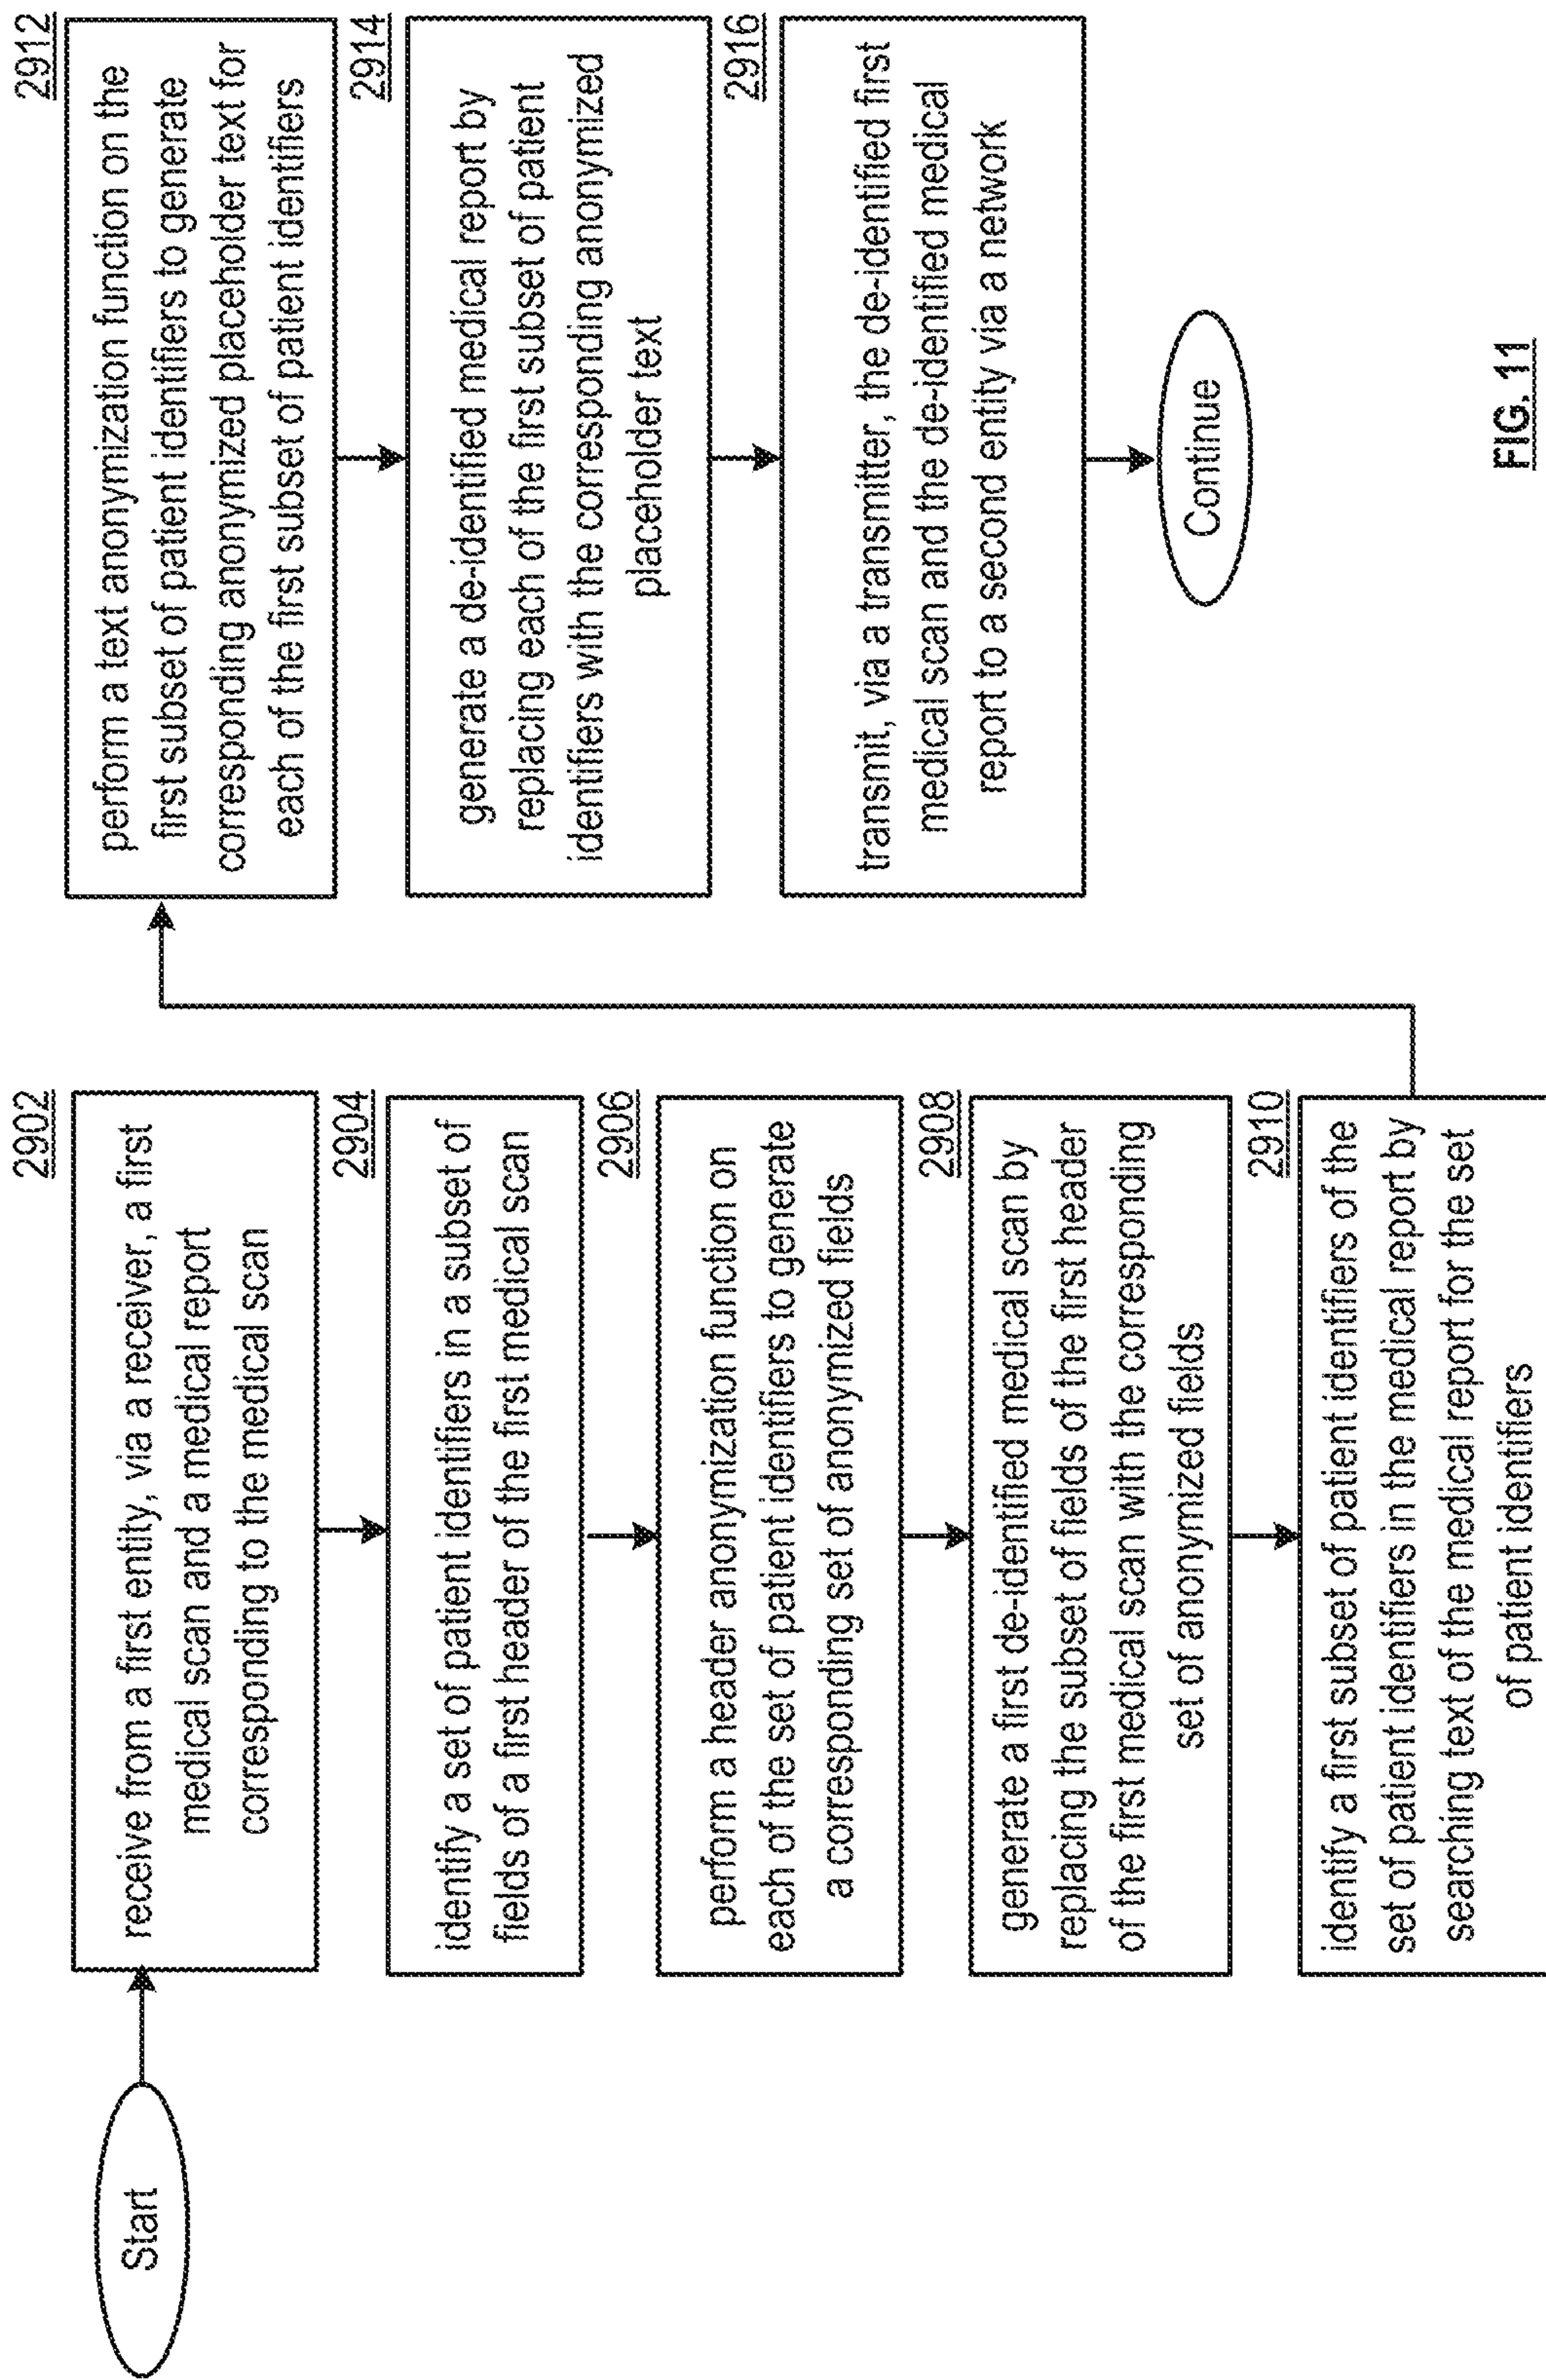 Start
2902
receive from a first entity, via a receiver, a first
medical scan and a medical report
corresponding to the medical scan
2904
identify a set of patient identifiers in a subset of
fields of a first header of the first medical scan
2906
perform a header anonymization function on
each of the set of patient identifiers to generate
a corresponding set of anonymized fields
2908
generate a first de-identified medical scan by
replacing the subset of fields of the first header
of the first medical scan with the corresponding
set of anonymized fields
2910
identify a first subset of patient identifiers of the
set of patient identifiers in the medical report by
searching text of the medical report for the set
of patient identifiers
2912
perform a text anonymization function on the
first subset of patient identifiers to generate
corresponding anonymized placeholder text for
each of the first subset of patient identifiers
2914
generate a de-identified medical report by
replacing each of the first subset of patient
identifiers with the corresponding anonymized
placeholder text
2916
transmit, via a transmitter, the de-identified first
medical scan and the de-identified medical
report to a second entity via a network
Continue
FIG. 11